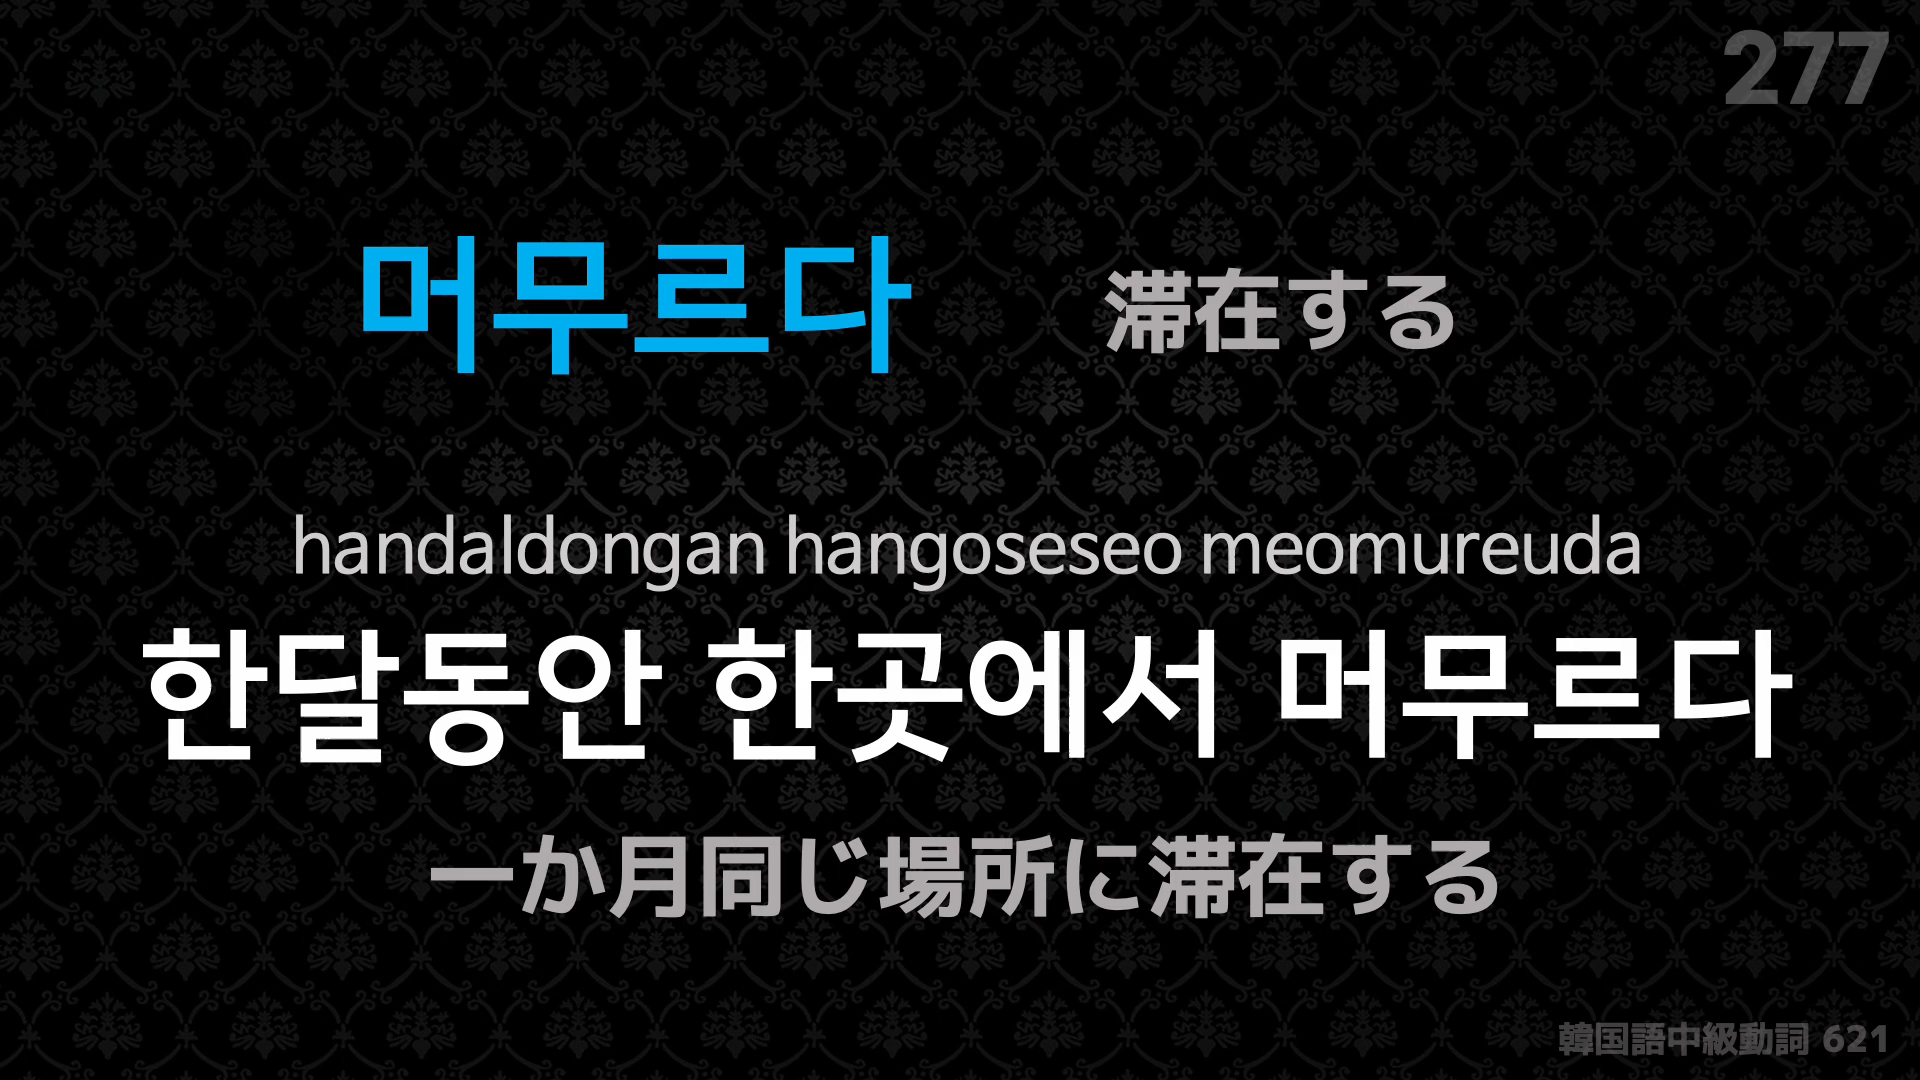 277
머무르다 滞在する
handaldongan hangoseseo meomureuda
한달동안 한곳에서 머무르다
一か月同じ場所に滞在する
韓国語中級動詞 621